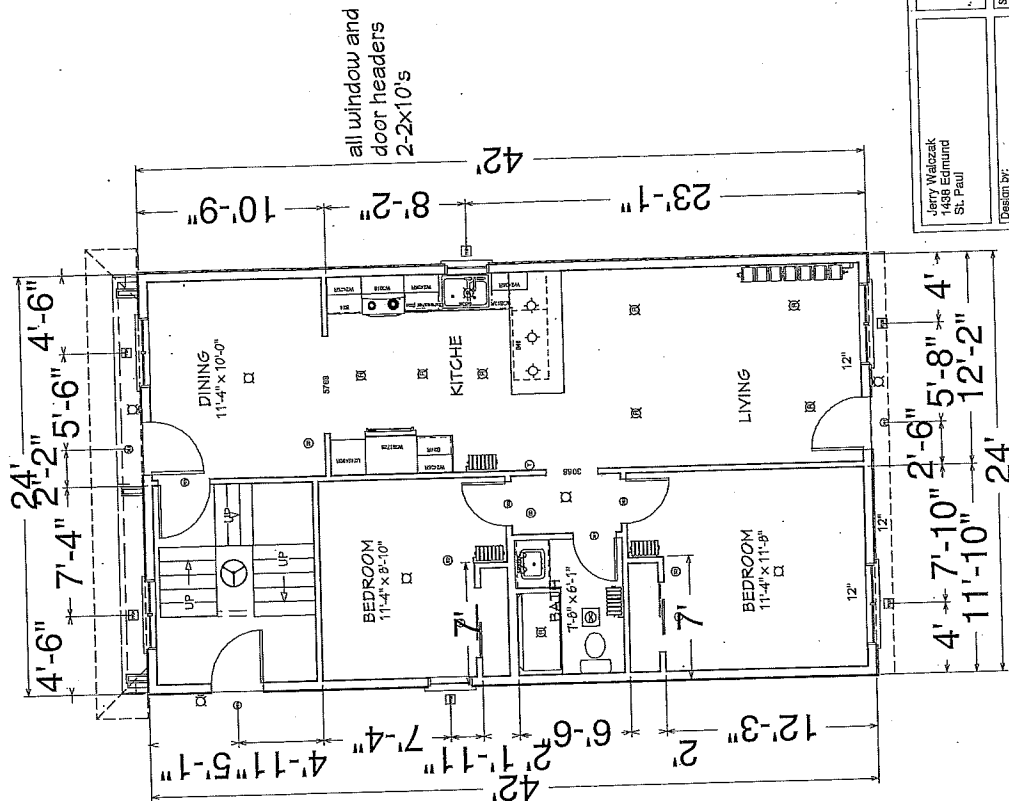 24'
4'-6"
7'-4"
2'-2"
5'-6"
4'-6"
all window and
door headers
2-2x10's
42'
10'-9"
8'-2"
23'-1"
DINING
11'-4" x 10'-0"
5768
KITCHE
LIVING
12"
UP
UP
UP
BEDROOM
11'-4" x 8'-10"
7'
3068
BATH
7'-8" x 6'-1"
BEDROOM
11'-4" x 11'-8"
7'
12"
12"
5'-1"
4'-11"
7'-4"
1'-11"
2'
6'-6"
2'
12'-3"
42'
4'
7'-10"
2'-6"
5'-8"
4'
11'-10"
12'-2"
24'
Jerry Walczak
1438 Edmund
St. Paul
Design by: